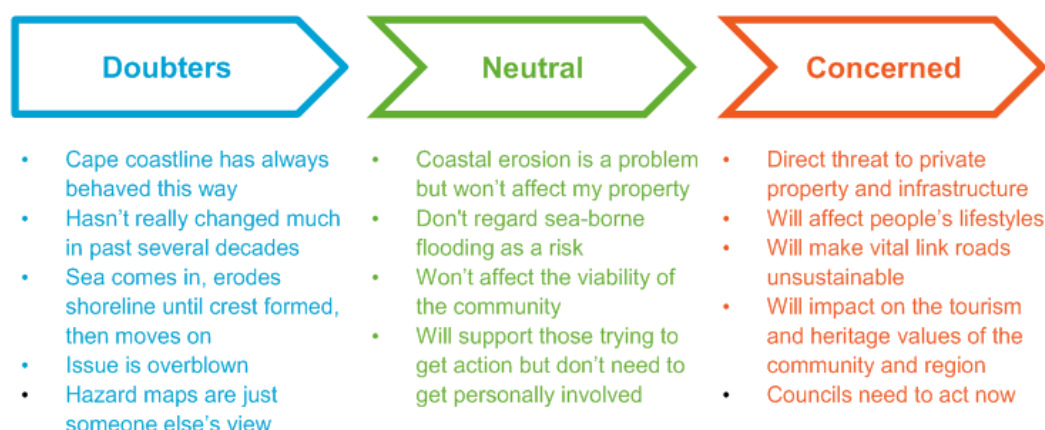 Doubters
• Cape coastline has always
behaved this way
• Hasn’t really changed much
in past several decades
• Sea comes in, erodes
shoreline until crest formed,
then moves on
• Issue is overblown
• Hazard maps are just
someone else’s view
Neutral
• Coastal erosion is a problem
but won’t affect my property
• Don't regard sea-borne
flooding as a risk
• Won’t affect the viability of
the community
• Will support those trying to
get action but don’t need to
get personally involved
Concerned
• Direct threat to private
property and infrastructure
• Will affect people’s lifestyles
• Will make vital link roads
unsustainable
• Will impact on the tourism
and heritage values of the
community and region
• Councils need to act now